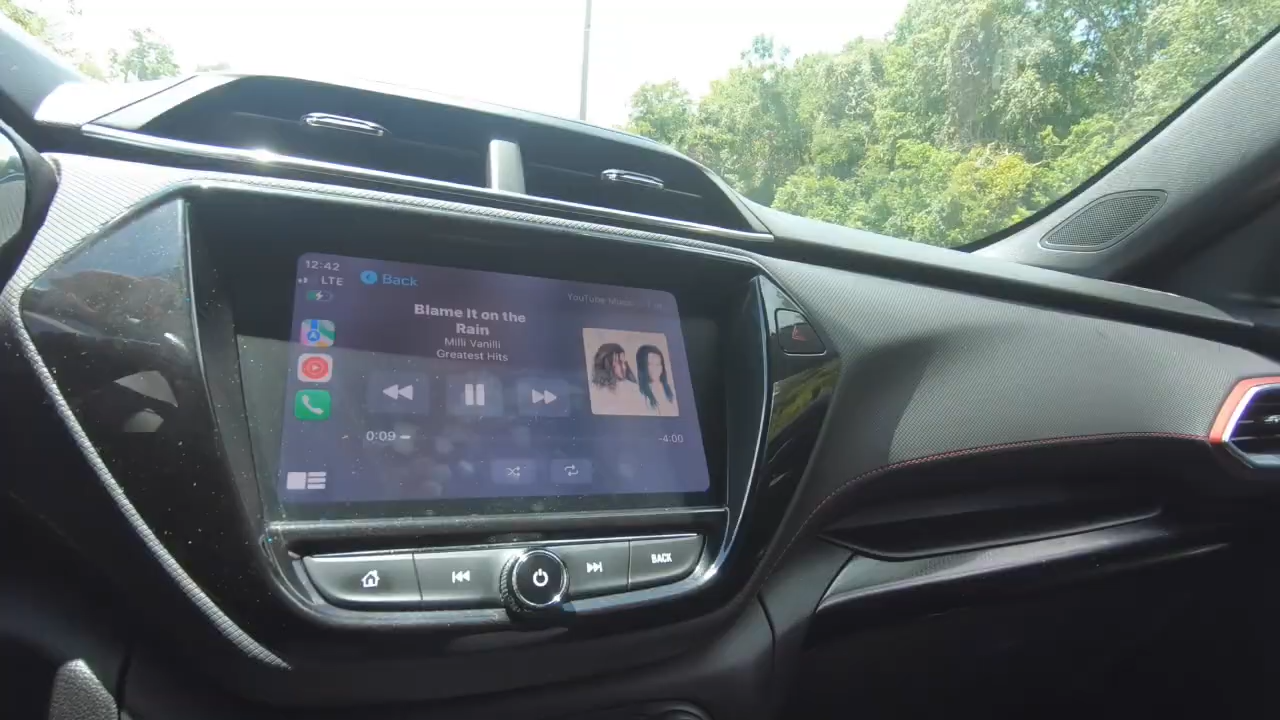 12:42
LTE
Back
YouTube Music
Blame It on the
Rain
Milli Vanilli
Greatest Hits
0:09
-4:00
BACK